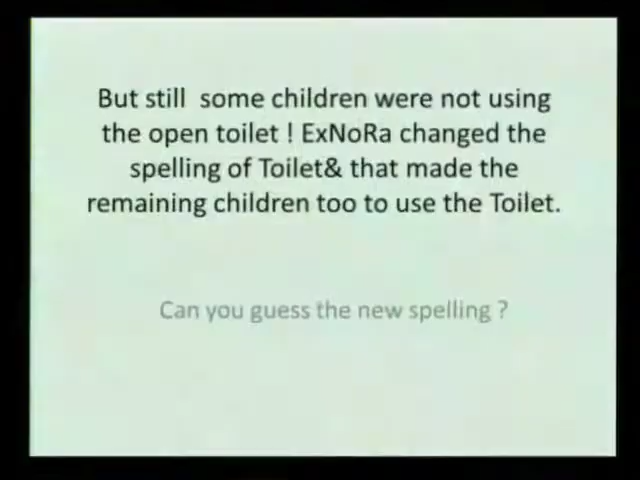 But still some children were not using
the open toilet ! ExNoRa changed the
spelling of Toilet& that made the
remaining children too to use the Toilet.
Can you guess the new spelling ?